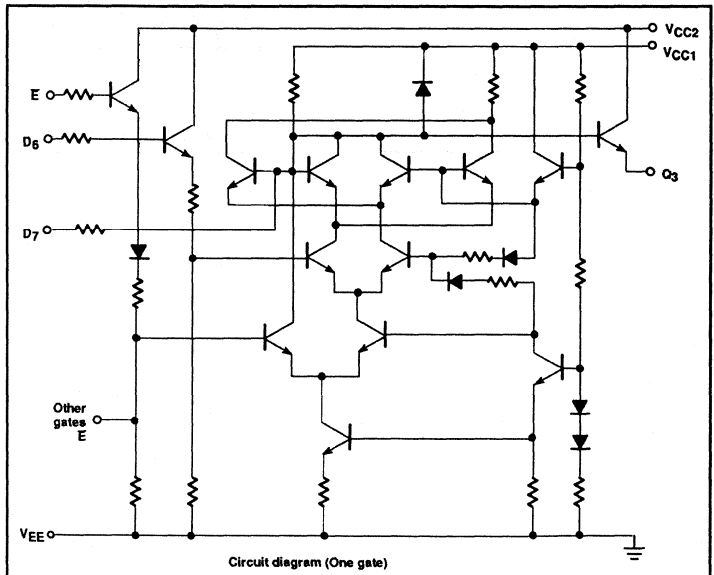 VCC2
VCC1
E̅
D6
Q3
D7
Other
gates
E̅
VEE
Circuit diagram (One gate)